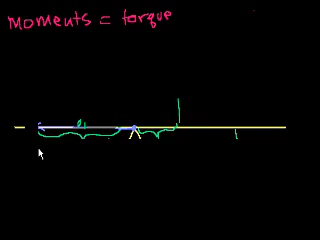 moments = torque